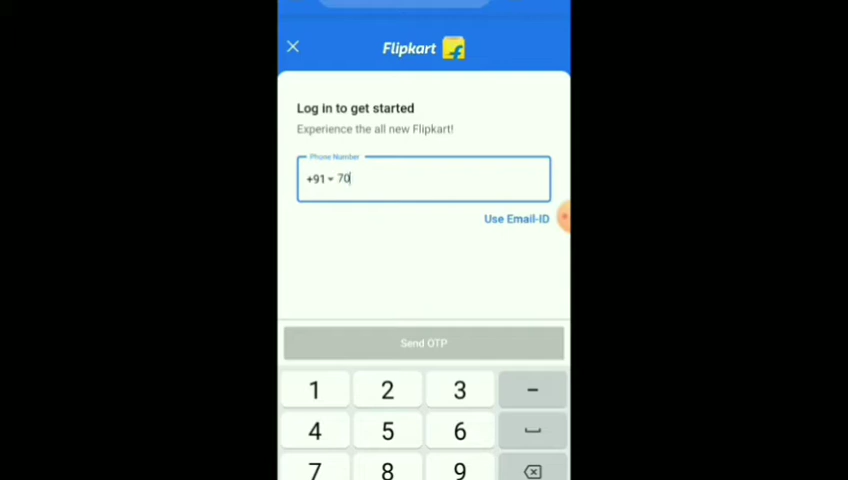 Flipkart
Log in to get started
Experience the all new Flipkart!
Phone Number
+91 70
Use Email-ID
Send OTP
1 2 3 -
4 5 6
7 8 9